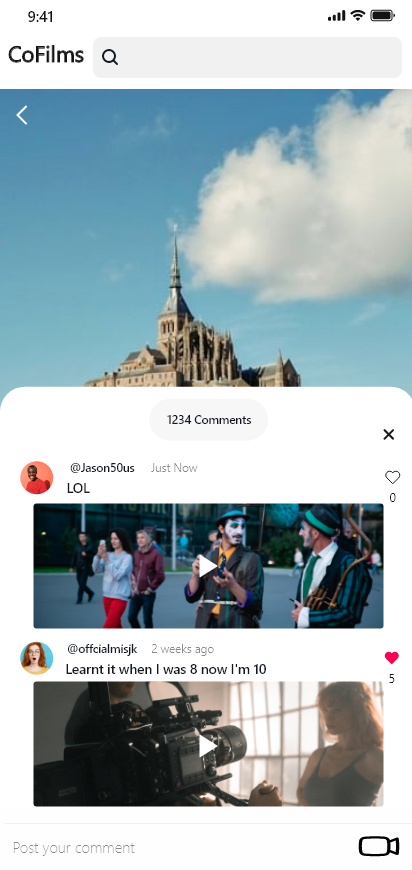 9:41
CoFilms
1234 Comments
@Jason50us Just Now
LOL
0
@offcialmisjk 2 weeks ago
Learnt it when I was 8 now I'm 10
5
Post your comment